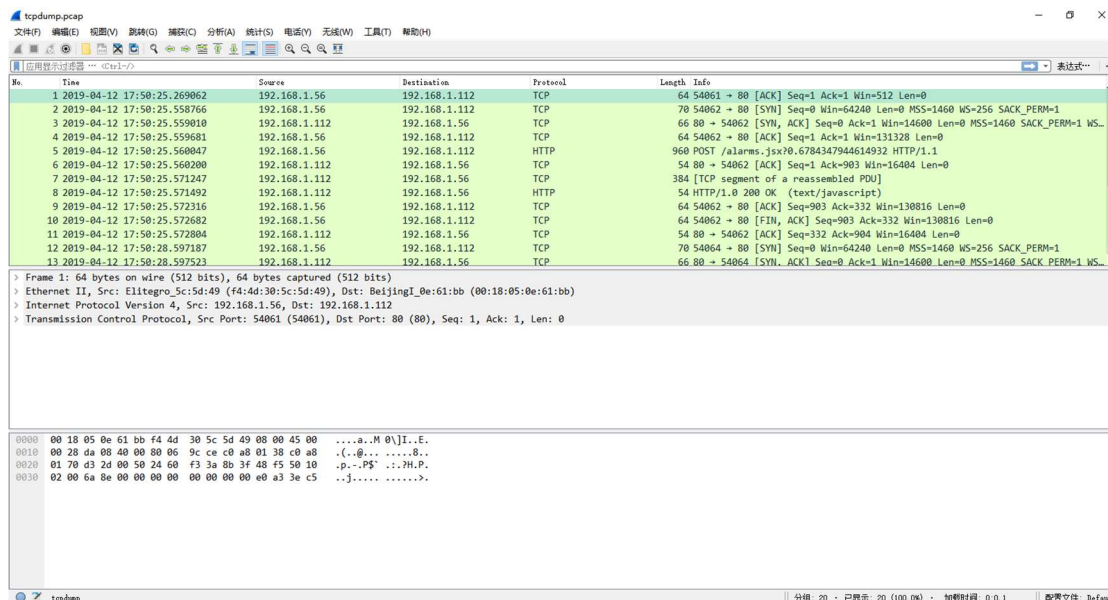 tcpdump.pcap
文件(F) 编辑(E) 视图(V) 跳转(G) 捕获(C) 分析(A) 统计(S) 电话(Y) 无线(W) 工具(T) 帮助(H)
应用显示过滤器 … <Ctrl-/> 表达式…
No. Time Source Destination Protocol Length Info
1 2019-04-12 17:50:25.269062 192.168.1.56 192.168.1.112 TCP 64 54061 → 80 [ACK] Seq=1 Ack=1 Win=512 Len=0
2 2019-04-12 17:50:25.558766 192.168.1.56 192.168.1.112 TCP 70 54062 → 80 [SYN] Seq=0 Win=64240 Len=0 MSS=1460 WS=256 SACK_PERM=1
3 2019-04-12 17:50:25.559010 192.168.1.112 192.168.1.56 TCP 66 80 → 54062 [SYN, ACK] Seq=0 Ack=1 Win=14600 Len=0 MSS=1460 SACK_PERM=1 WS…
4 2019-04-12 17:50:25.559681 192.168.1.56 192.168.1.112 TCP 64 54062 → 80 [ACK] Seq=1 Ack=1 Win=131328 Len=0
5 2019-04-12 17:50:25.560047 192.168.1.56 192.168.1.112 HTTP 960 POST /alarms.jsx?0.6784347944614932 HTTP/1.1
6 2019-04-12 17:50:25.560200 192.168.1.112 192.168.1.56 TCP 54 80 → 54062 [ACK] Seq=1 Ack=903 Win=16404 Len=0
7 2019-04-12 17:50:25.571247 192.168.1.112 192.168.1.56 TCP 384 [TCP segment of a reassembled PDU]
8 2019-04-12 17:50:25.571492 192.168.1.112 192.168.1.56 HTTP 54 HTTP/1.0 200 OK (text/javascript)
9 2019-04-12 17:50:25.572316 192.168.1.56 192.168.1.112 TCP 64 54062 → 80 [ACK] Seq=903 Ack=332 Win=130816 Len=0
10 2019-04-12 17:50:25.572682 192.168.1.56 192.168.1.112 TCP 64 54062 → 80 [FIN, ACK] Seq=903 Ack=332 Win=130816 Len=0
11 2019-04-12 17:50:25.572804 192.168.1.112 192.168.1.56 TCP 54 80 → 54062 [ACK] Seq=332 Ack=904 Win=16404 Len=0
12 2019-04-12 17:50:28.597187 192.168.1.56 192.168.1.112 TCP 70 54064 → 80 [SYN] Seq=0 Win=64240 Len=0 MSS=1460 WS=256 SACK_PERM=1
13 2019-04-12 17:50:28.597523 192.168.1.112 192.168.1.56 TCP 66 80 → 54064 [SYN, ACK] Seq=0 Ack=1 Win=14600 Len=0 MSS=1460 SACK_PERM=1 WS…
> Frame 1: 64 bytes on wire (512 bits), 64 bytes captured (512 bits)
> Ethernet II, Src: Elitegro_5c:5d:49 (f4:4d:30:5c:5d:49), Dst: BeijingI_0e:61:bb (00:18:05:0e:61:bb)
> Internet Protocol Version 4, Src: 192.168.1.56, Dst: 192.168.1.112
> Transmission Control Protocol, Src Port: 54061 (54061), Dst Port: 80 (80), Seq: 1, Ack: 1, Len: 0
0000 00 18 05 0e 61 bb f4 4d 30 5c 5d 49 08 00 45 00 ....a..M 0\]I..E.
0010 00 28 da 08 40 00 80 06 9c ce c0 a8 01 38 c0 a8 .(..@... .....8..
0020 01 70 d3 2d 00 50 24 60 f3 3a 8b 3f 48 f5 50 10 .p.-.P$` .:.?H.P.
0030 02 00 6a 8e 00 00 00 00 00 00 00 00 e0 a3 3e c5 ..j..... ......>.
tcpdump 分组: 20 · 已显示: 20 (100.0%) · 加载时间: 0:0.1 配置文件: Defau